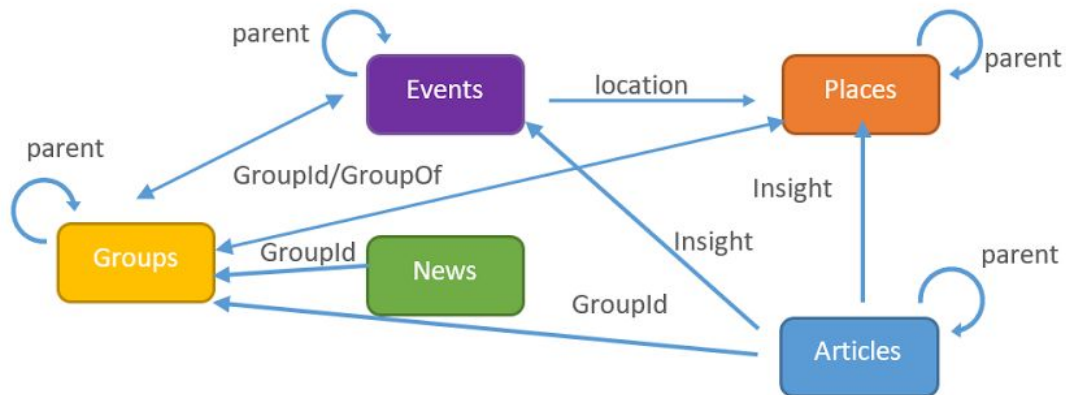 parent
Events
location
Places
parent
parent
GroupId/GroupOf
Insight
Groups
GroupId
News
Insight
parent
GroupId
Articles